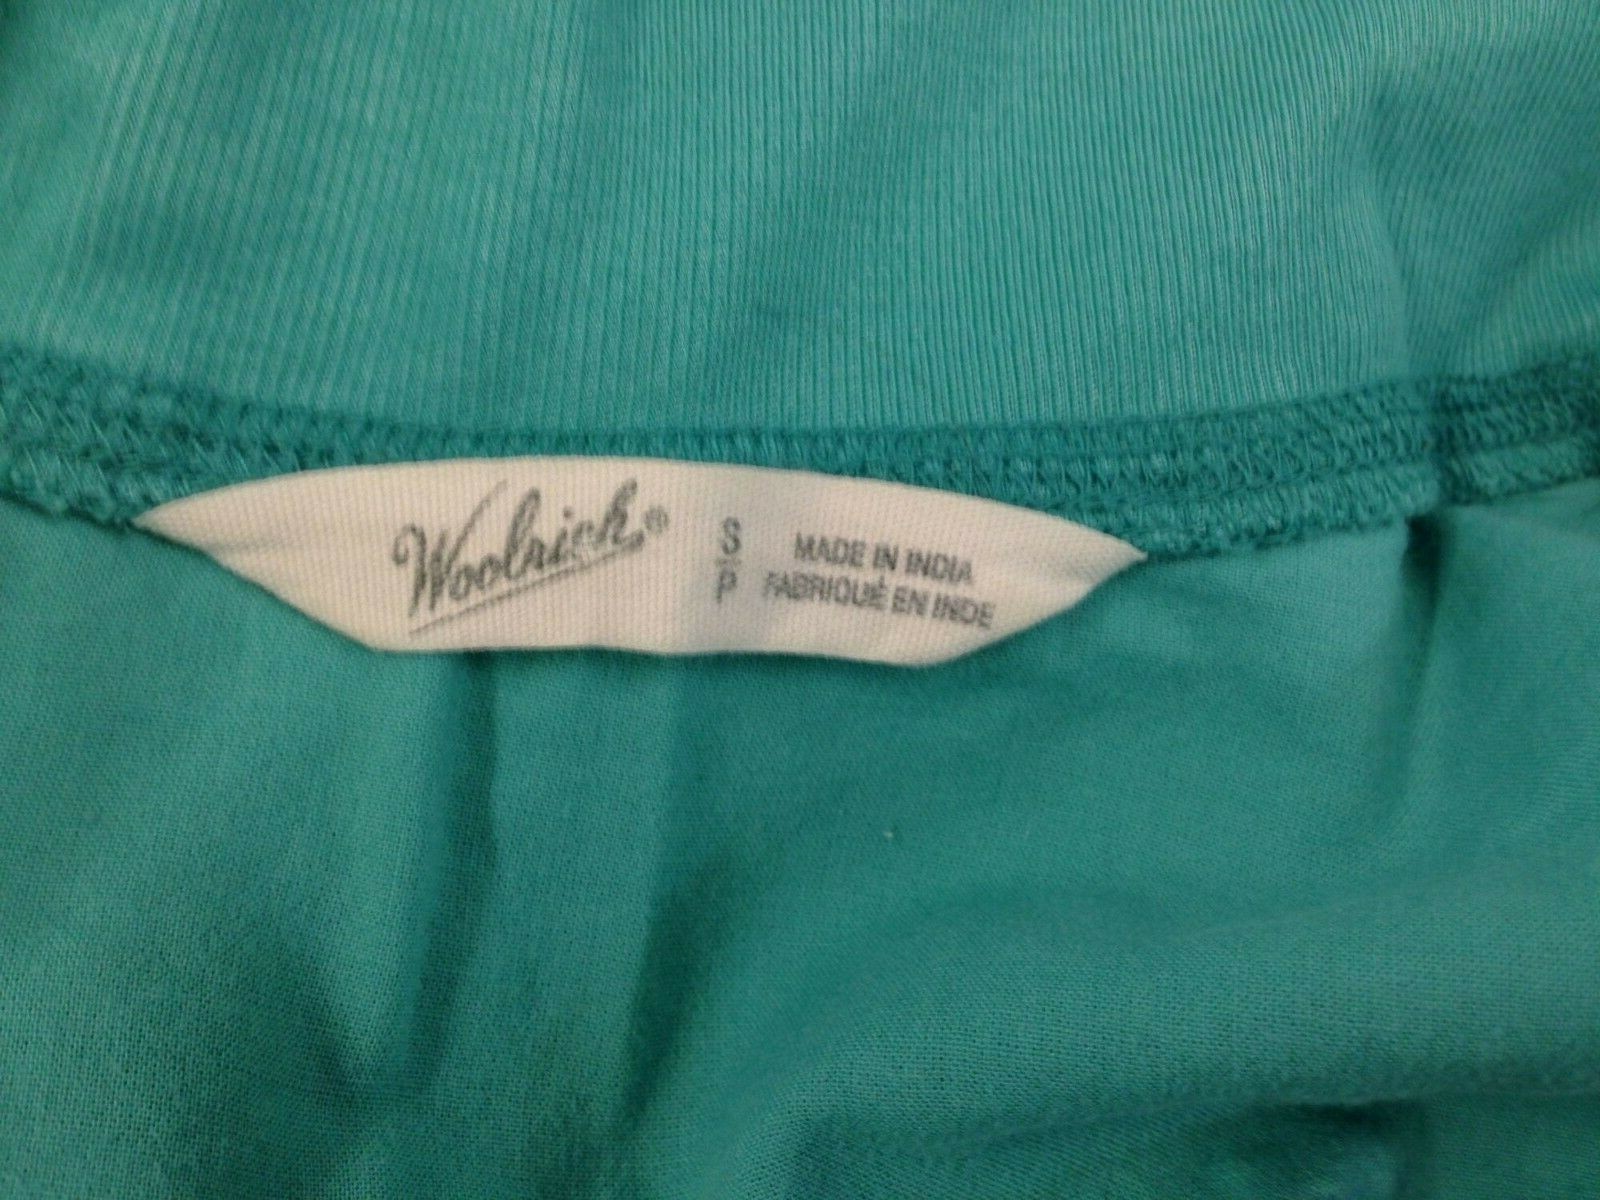 Woolrich®
S
P
MADE IN INDIA
FABRIQUÉ EN INDE